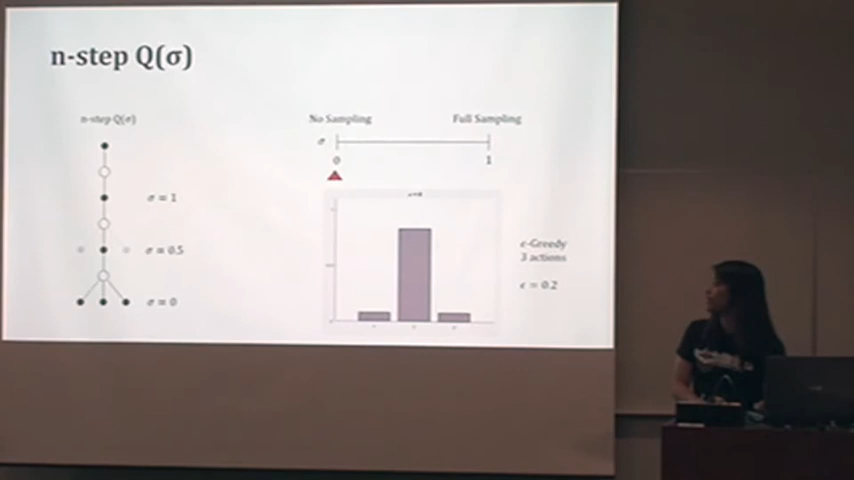 n-step Q(σ)
n-step Q(σ)
σ = 1
σ = 0.5
σ = 0
No Sampling
Full Sampling
σ
0
1
ϵ-Greedy
3 actions
ϵ = 0.2